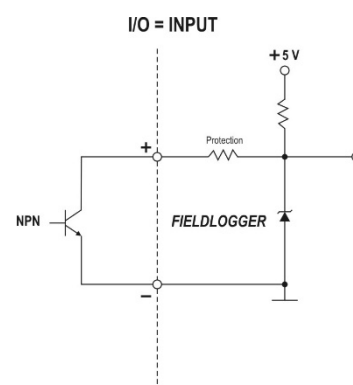 I/O = INPUT
+ 5 V
+
Protection
NPN
FIELDLOGGER
−